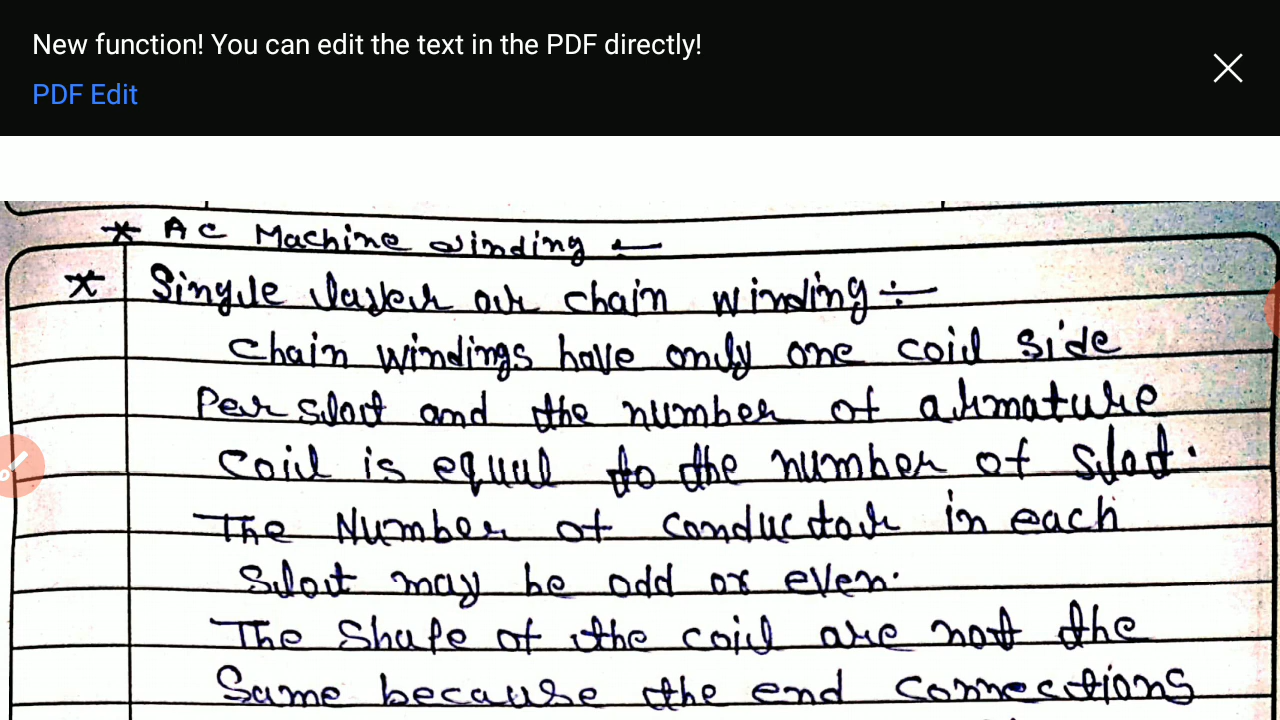 New function! You can edit the text in the PDF directly!
PDF Edit
* AC Machine winding :-
* Single layer or chain winding :-
Chain windings have only one coil side
Per slot and the number of armature
coil is equal to the number of slot.
The Number of conductor in each
Slot may be odd or even.
The Shape of the coil are not the
Same because the end connections